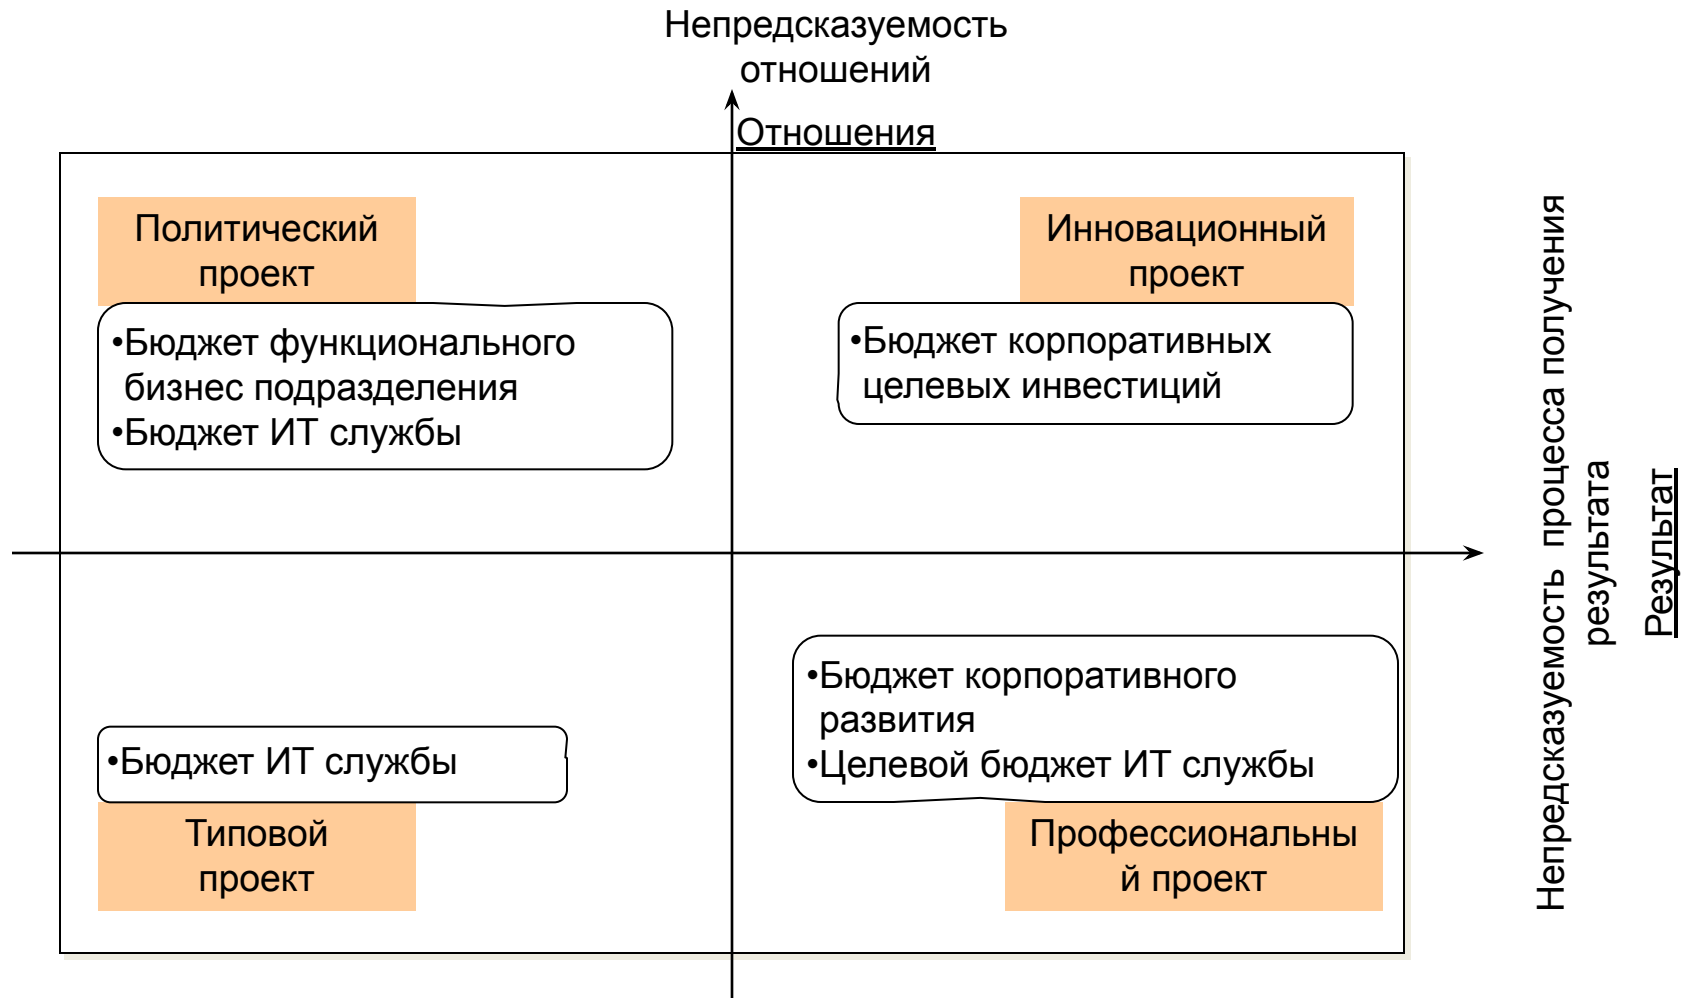 Непредсказуемость
отношений
Отношения
Политический
проект
•Бюджет функционального
бизнес подразделения
•Бюджет ИТ службы
Инновационный
проект
•Бюджет корпоративных
целевых инвестиций
•Бюджет ИТ службы
Типовой
проект
•Бюджет корпоративного
развития
•Целевой бюджет ИТ службы
Профессиональны
й проект
Непредсказуемость процесса получения
результата
Результат